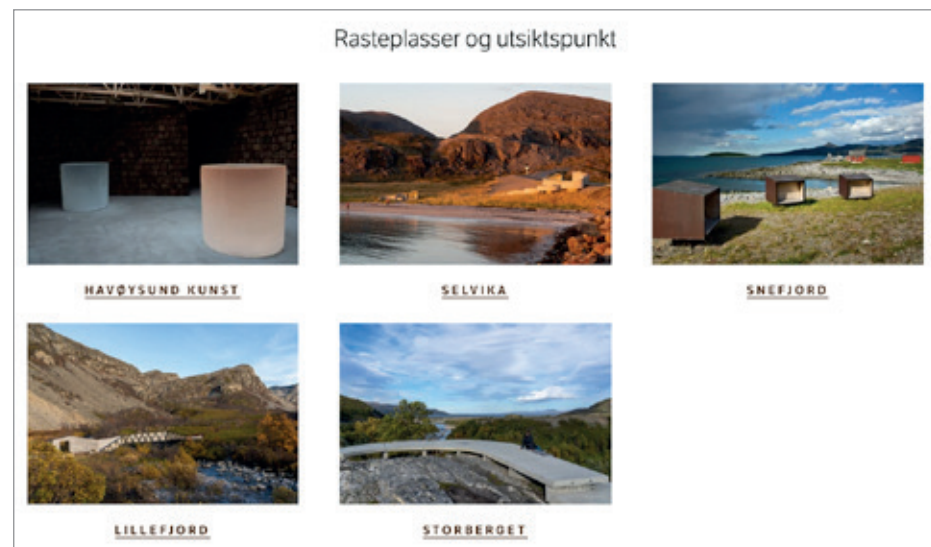 Rasteplasser og utsiktspunkt
HAVØYSUND KUNST
SELVIKA
SNEFJORD
LILLEFJORD
STORBERGET